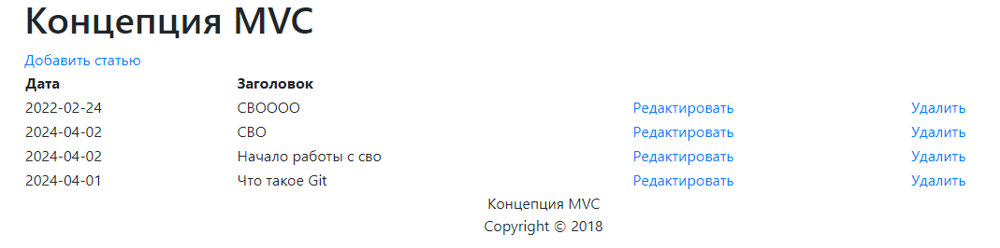 Концепция MVC
Добавить статью
Дата Заголовок
2022-02-24 СВОООО Редактировать Удалить
2024-04-02 СВО Редактировать Удалить
2024-04-02 Начало работы с сво Редактировать Удалить
2024-04-01 Что такое Git Редактировать Удалить
Концепция MVC
Copyright © 2018